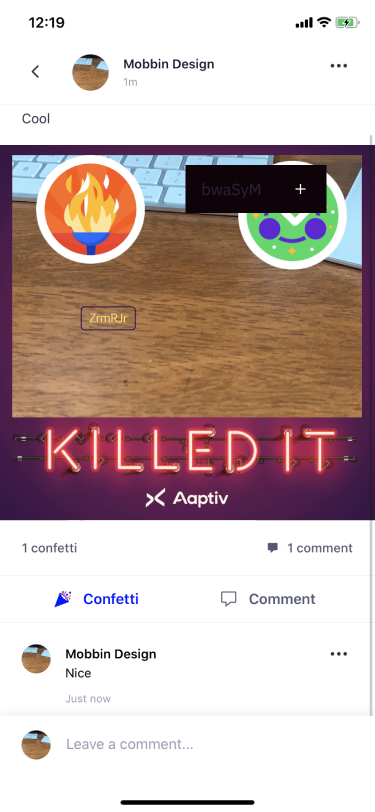 12:19
Mobbin Design
1m
Cool
bwaSyM +
ZrmRJr
KILLED IT
Aaptiv
1 confetti
1 comment
Confetti
Comment
Mobbin Design
Nice
Just now
Leave a comment...